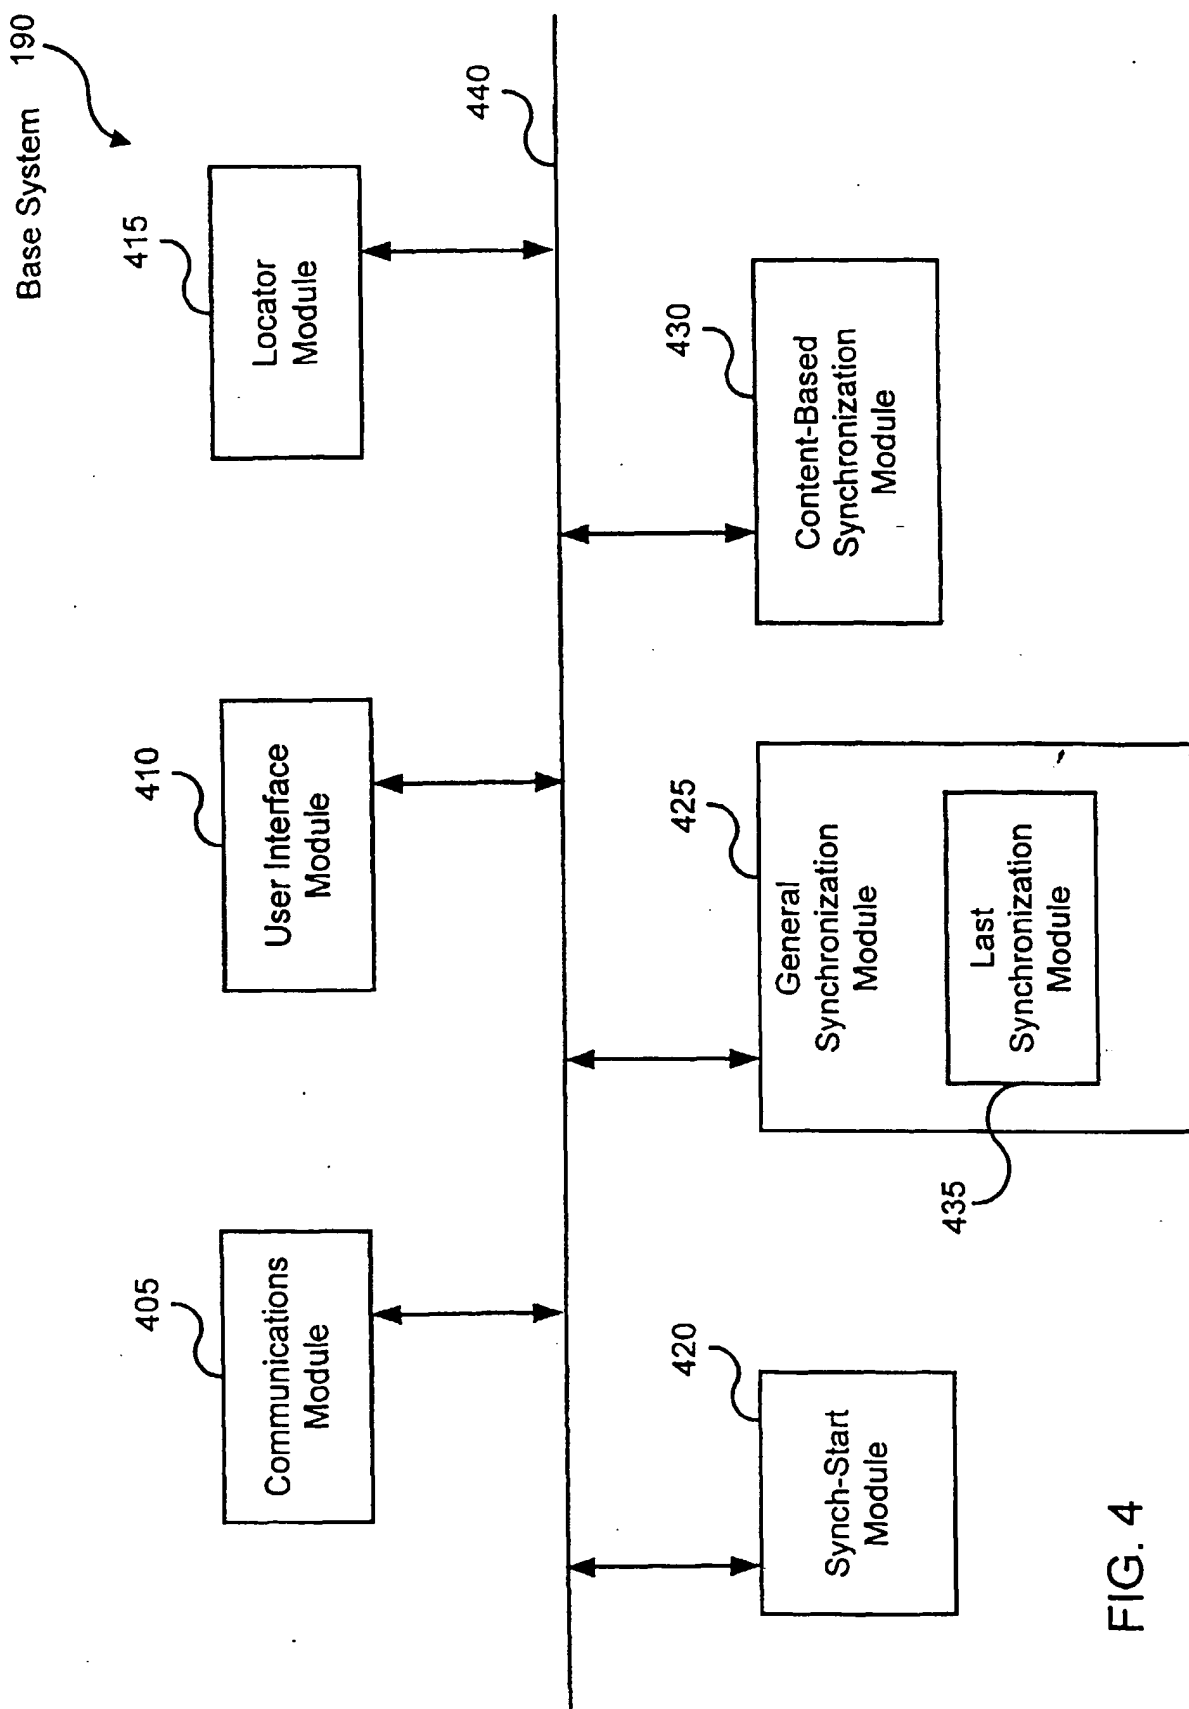 Base System 190
405
Communications
Module
410
User Interface
Module
415
Locator
Module
440
420
Synch-Start
Module
425
General
Synchronization
Module
Last
Synchronization
Module
435
430
Content-Based
Synchronization
Module
FIG. 4